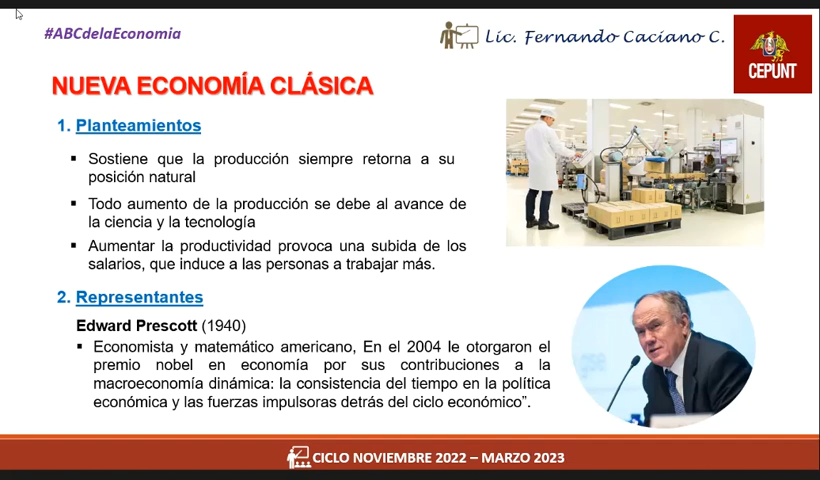 #ABCdelaEconomia
Lic. Fernando Caciano C.
CEPUNT
NUEVA ECONOMÍA CLÁSICA
1. Planteamientos
▪ Sostiene que la producción siempre retorna a su
posición natural
▪ Todo aumento de la producción se debe al avance de
la ciencia y la tecnología
▪ Aumentar la productividad provoca una subida de los
salarios, que induce a las personas a trabajar más.
2. Representantes
Edward Prescott (1940)
▪ Economista y matemático americano, En el 2004 le otorgaron el
premio nobel en economía por sus contribuciones a la
macroeconomía dinámica: la consistencia del tiempo en la política
económica y las fuerzas impulsoras detrás del ciclo económico”.
CICLO NOVIEMBRE 2022 – MARZO 2023